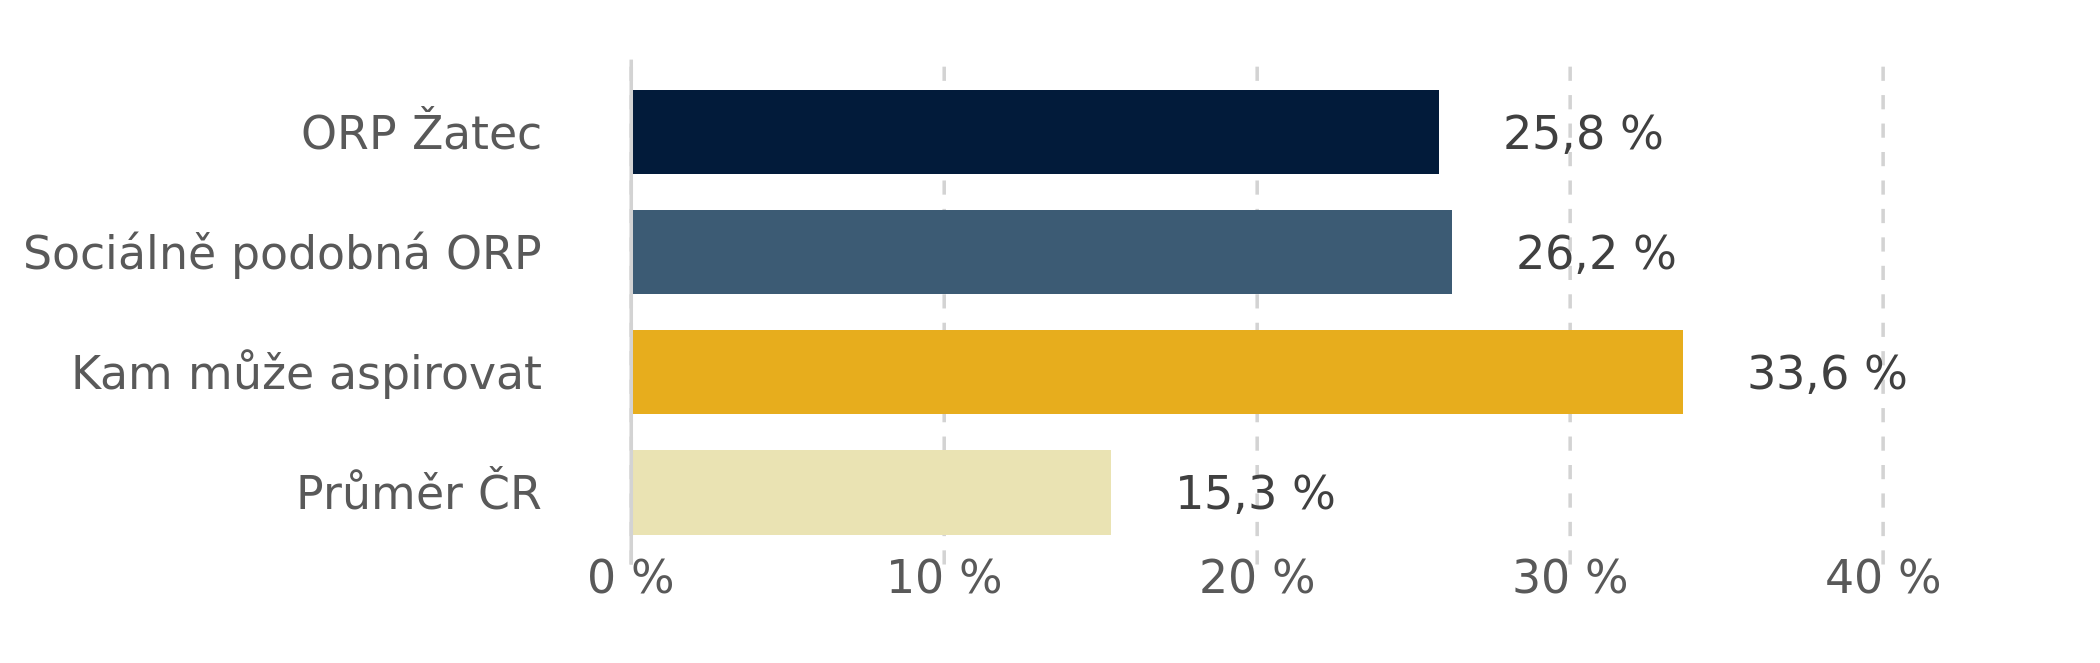 ORP Žatec 25,8 %
Sociálně podobná ORP 26,2 %
Kam může aspirovat 33,6 %
Průměr ČR 15,3 %
0 % 10 % 20 % 30 % 40 %